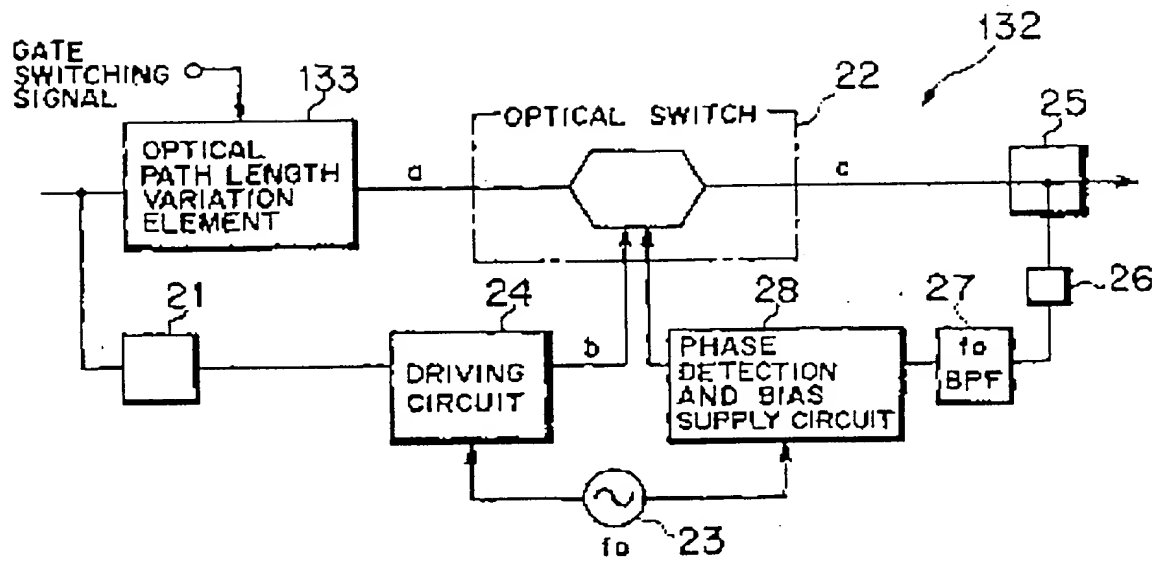 GATE
SWITCHING
SIGNAL
133
OPTICAL
PATH LENGTH
VARIATION
ELEMENT
a
OPTICAL SWITCH
22
132
c
25
21
24
DRIVING
CIRCUIT
b
28
PHASE
DETECTION
AND BIAS
SUPPLY CIRCUIT
27
fo
BPF
26
fo
23